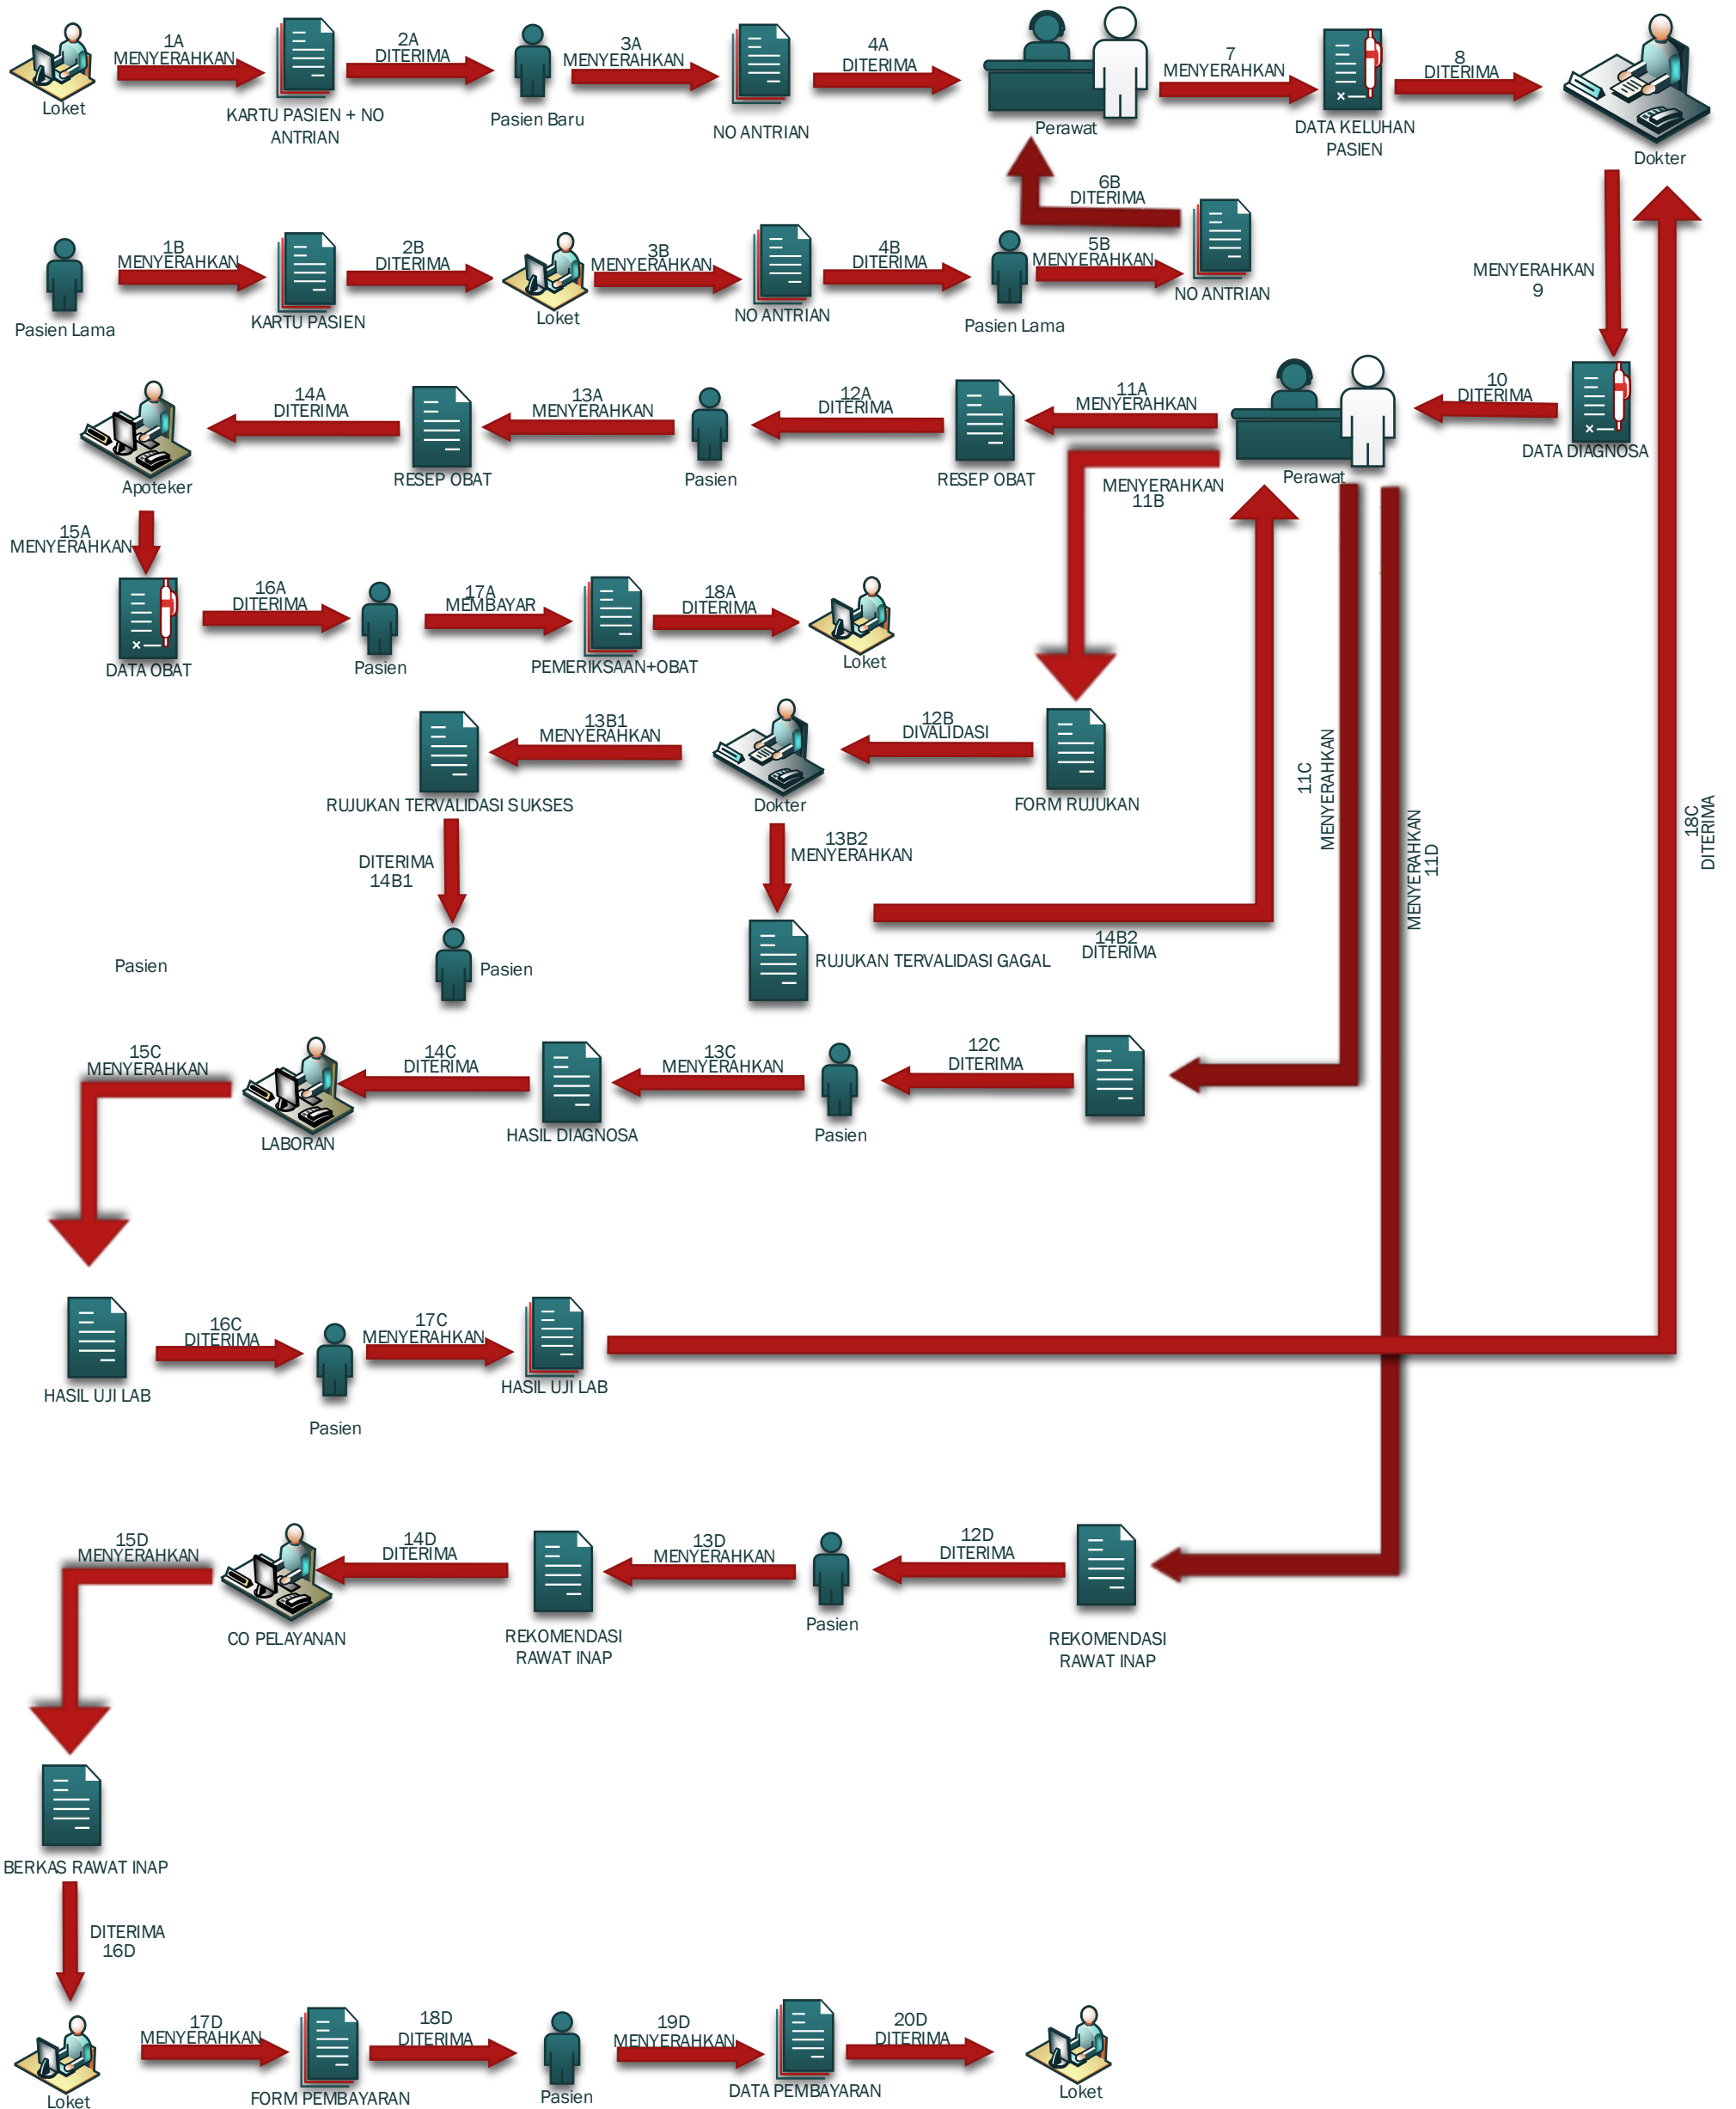 1A
MENYERAHKAN
2A
DITERIMA
3A
MENYERAHKAN
4A
DITERIMA
7
MENYERAHKAN
8
DITERIMA
Loket
KARTU PASIEN + NO
ANTRIAN
Pasien Baru
NO ANTRIAN
Perawat
DATA KELUHAN
PASIEN
Dokter
6B
DITERIMA
1B
MENYERAHKAN
2B
DITERIMA
3B
MENYERAHKAN
4B
DITERIMA
5B
MENYERAHKAN
MENYERAHKAN
9
Pasien Lama
KARTU PASIEN
Loket
NO ANTRIAN
Pasien Lama
NO ANTRIAN
14A
DITERIMA
13A
MENYERAHKAN
12A
DITERIMA
11A
MENYERAHKAN
10
DITERIMA
Apoteker
RESEP OBAT
Pasien
RESEP OBAT
Perawat
DATA DIAGNOSA
MENYERAHKAN
11B
15A
MENYERAHKAN
16A
DITERIMA
17A
MEMBAYAR
18A
DITERIMA
DATA OBAT
Pasien
PEMERIKSAAN+OBAT
Loket
13B1
MENYERAHKAN
12B
DIVALIDASI
11C
MENYERAHKAN
MENYERAHKAN
11D
18C
DITERIMA
RUJUKAN TERVALIDASI SUKSES
Dokter
FORM RUJUKAN
DITERIMA
14B1
13B2
MENYERAHKAN
14B2
DITERIMA
Pasien
Pasien
RUJUKAN TERVALIDASI GAGAL
15C
MENYERAHKAN
14C
DITERIMA
13C
MENYERAHKAN
12C
DITERIMA
LABORAN
HASIL DIAGNOSA
Pasien
16C
DITERIMA
17C
MENYERAHKAN
HASIL UJI LAB
Pasien
HASIL UJI LAB
15D
MENYERAHKAN
14D
DITERIMA
13D
MENYERAHKAN
12D
DITERIMA
CO PELAYANAN
REKOMENDASI
RAWAT INAP
Pasien
REKOMENDASI
RAWAT INAP
BERKAS RAWAT INAP
DITERIMA
16D
17D
MENYERAHKAN
18D
DITERIMA
19D
MENYERAHKAN
20D
DITERIMA
Loket
FORM PEMBAYARAN
Pasien
DATA PEMBAYARAN
Loket